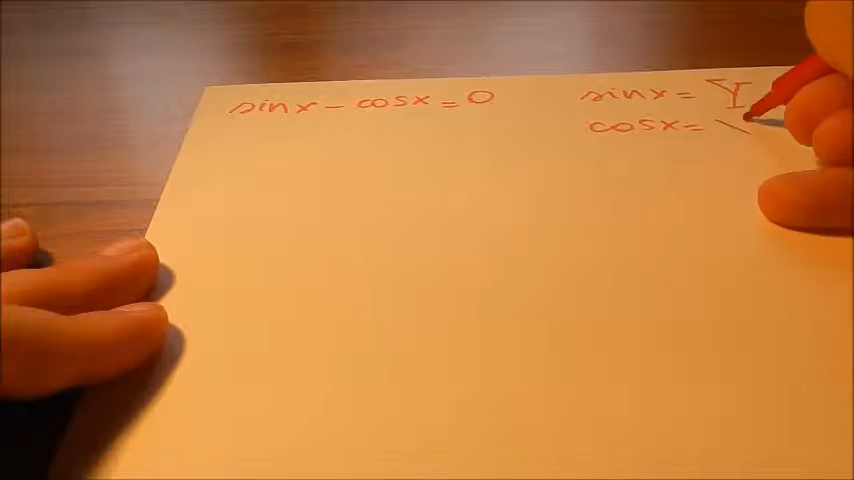 sinx - cosx = 0
sinx = Y
cosx = \